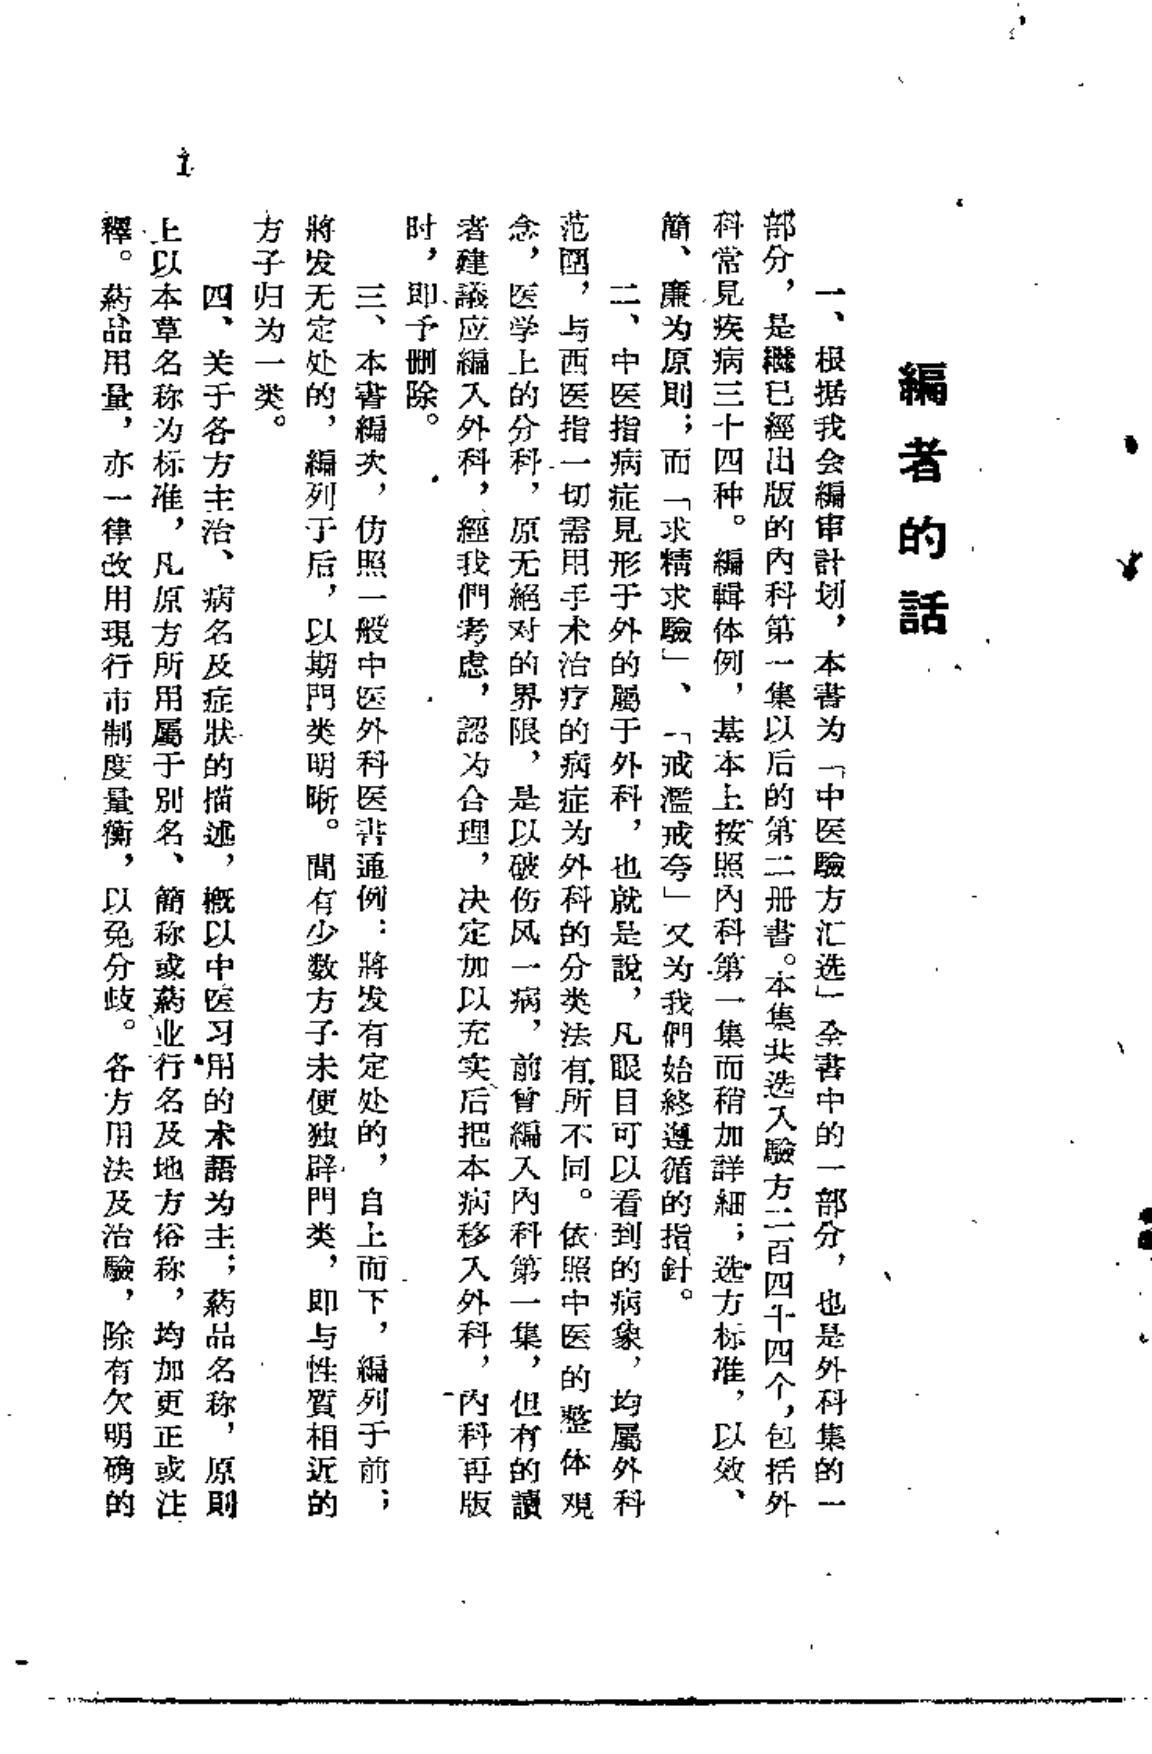 編者的話
一、根据我会編审計划，本書为「中医驗方汇选」全書中的一部分，也是外科集的一
部分，是繼已經出版的內科第一集以后的第二册書。本集共选入驗方二百四十四个，包括外
科常見疾病三十四种。編輯体例，基本上按照內科第一集而稍加詳細；选方标准，以效、
簡、廉为原則；而「求精求驗」、「戒濫戒夸」又为我們始終遵循的指針。
二、中医指病症見形于外的屬于外科，也就是說，凡眼目可以看到的病象，均屬外科
范圍，与西医指一切需用手术治疗的病症为外科的分类法有所不同。依照中医的整体观
念，医学上的分科，原无絕对的界限，是以破伤风一病，前曾編入內科第一集，但有的讀
者建議应編入外科，經我們考虑，認为合理，决定加以充实后把本病移入外科，內科再版
时，即予删除。
三、本書編次，仿照一般中医外科医書通例：將发有定处的，自上而下，編列于前；
將发无定处的，編列于后，以期門类明晰。間有少数方子未便独辟門类，即与性質相近的
方子归为一类。
四、关于各方主治、病名及症狀的描述，概以中医习用的术語为主；葯品名称，原則
上以本草名称为标准，凡原方所用屬于別名、簡称或葯业行名及地方俗称，均加更正或注
釋。葯品用量，亦一律改用現行市制度量衡，以免分歧。各方用法及治驗，除有欠明确的
1